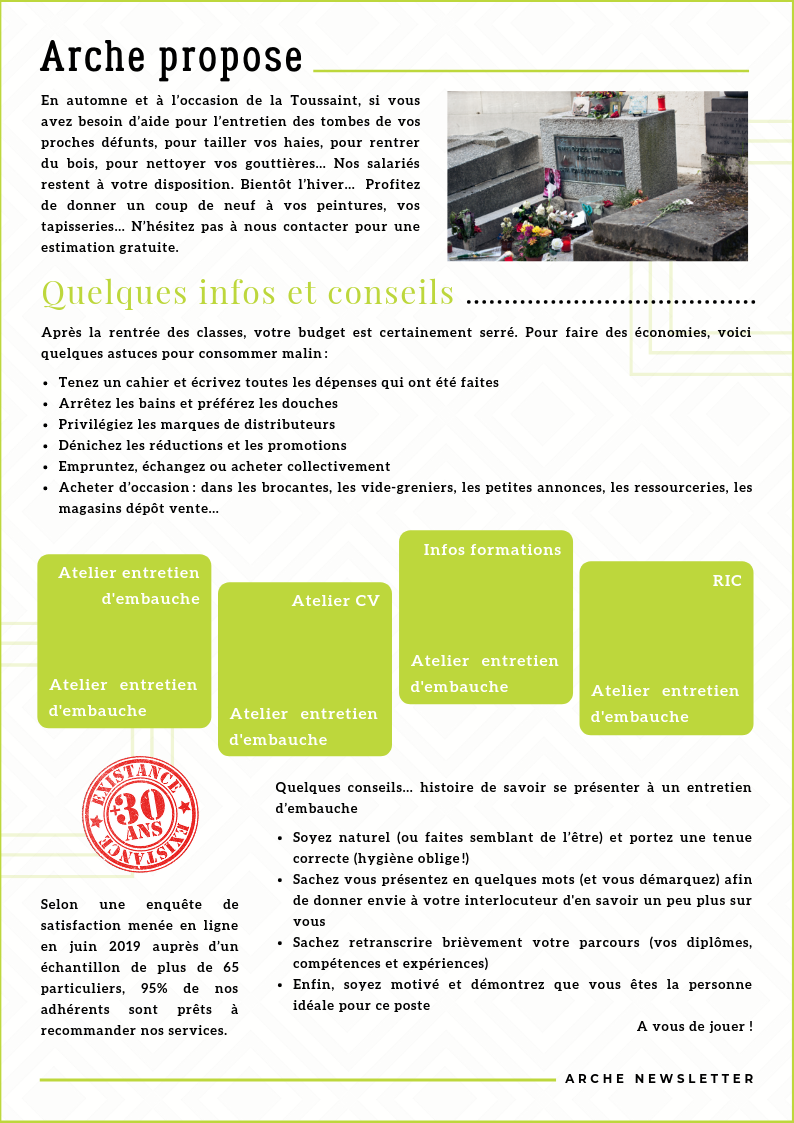 Arche propose
En automne et à l'occasion de la Toussaint, si vous
avez besoin d'aide pour l'entretien des tombes de vos
proches défunts, pour tailler vos haies, pour rentrer
du bois, pour nettoyer vos gouttières... Nos salariés
restent à votre disposition. Bientôt l'hiver... Profitez
de donner un coup de neuf à vos peintures, vos
tapisseries... N'hésitez pas à nous contacter pour une
estimation gratuite.
Quelques infos et conseils
Après la rentrée des classes, votre budget est certainement serré. Pour faire des économies, voici
quelques astuces pour consommer malin :
• Tenez un cahier et écrivez toutes les dépenses qui ont été faites
• Arrêtez les bains et préférez les douches
• Privilégiez les marques de distributeurs
• Dénichez les réductions et les promotions
• Empruntez, échangez ou acheter collectivement
• Acheter d'occasion : dans les brocantes, les vide-greniers, les petites annonces, les ressourceries, les
magasins dépôt vente...
Atelier entretien
d'embauche
Atelier entretien
d'embauche
Atelier CV
Atelier entretien
d'embauche
Infos formations
Atelier entretien
d'embauche
RIC
Atelier entretien
d'embauche
EXISTANCE
+30
ANS
EXISTANCE
Selon une enquête de
satisfaction menée en ligne
en juin 2019 auprès d'un
échantillon de plus de 65
particuliers, 95% de nos
adhérents sont prêts à
recommander nos services.
Quelques conseils... histoire de savoir se présenter à un entretien
d'embauche
• Soyez naturel (ou faites semblant de l'être) et portez une tenue
correcte (hygiène oblige !)
• Sachez vous présentez en quelques mots (et vous démarquez) afin
de donner envie à votre interlocuteur d'en savoir un peu plus sur
vous
• Sachez retranscrire brièvement votre parcours (vos diplômes,
compétences et expériences)
• Enfin, soyez motivé et démontrez que vous êtes la personne
idéale pour ce poste
A vous de jouer !
ARCHE NEWSLETTER